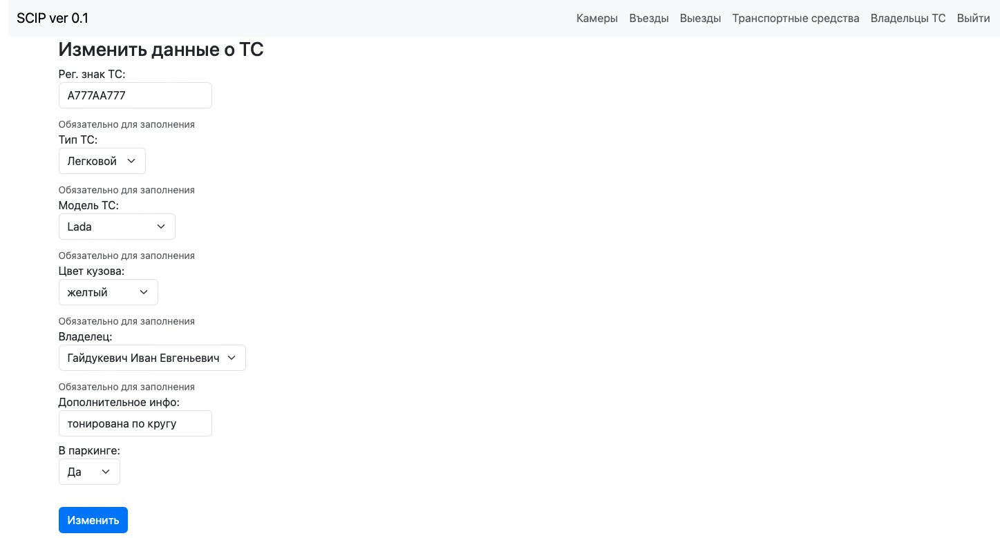 SCIP ver 0.1
Камеры Въезды Выезды Транспортные средства Владельцы ТС Выйти
Изменить данные о ТС
Рег. знак ТС:
А777АА777
Обязательно для заполнения
Тип ТС:
Легковой
Обязательно для заполнения
Модель ТС:
Lada
Обязательно для заполнения
Цвет кузова:
желтый
Обязательно для заполнения
Владелец:
Гайдукевич Иван Евгеньевич
Обязательно для заполнения
Дополнительное инфо:
тонирована по кругу
В паркинге:
Да
Изменить